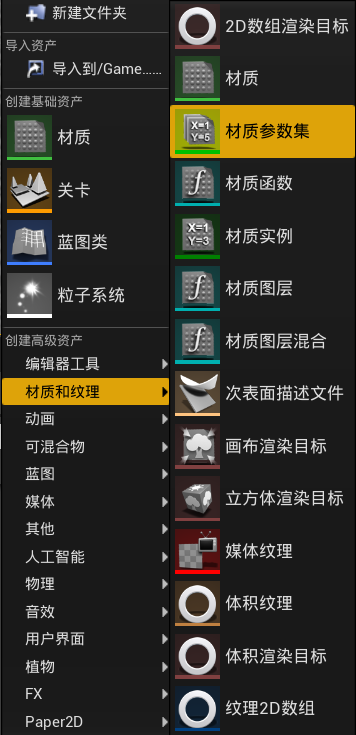 新建文件夹
导入资产
导入到/Game......
创建基础资产
材质
关卡
蓝图类
粒子系统
创建高级资产
编辑器工具
材质和纹理
动画
可混合物
蓝图
媒体
其他
人工智能
物理
音效
用户界面
植物
FX
Paper2D
2D数组渲染目标
材质
X=1
Y=5
材质参数集
f
材质函数
X=1
Y=3
材质实例
f
材质图层
f
材质图层混合
次表面描述文件
画布渲染目标
立方体渲染目标
媒体纹理
体积纹理
体积渲染目标
纹理2D数组